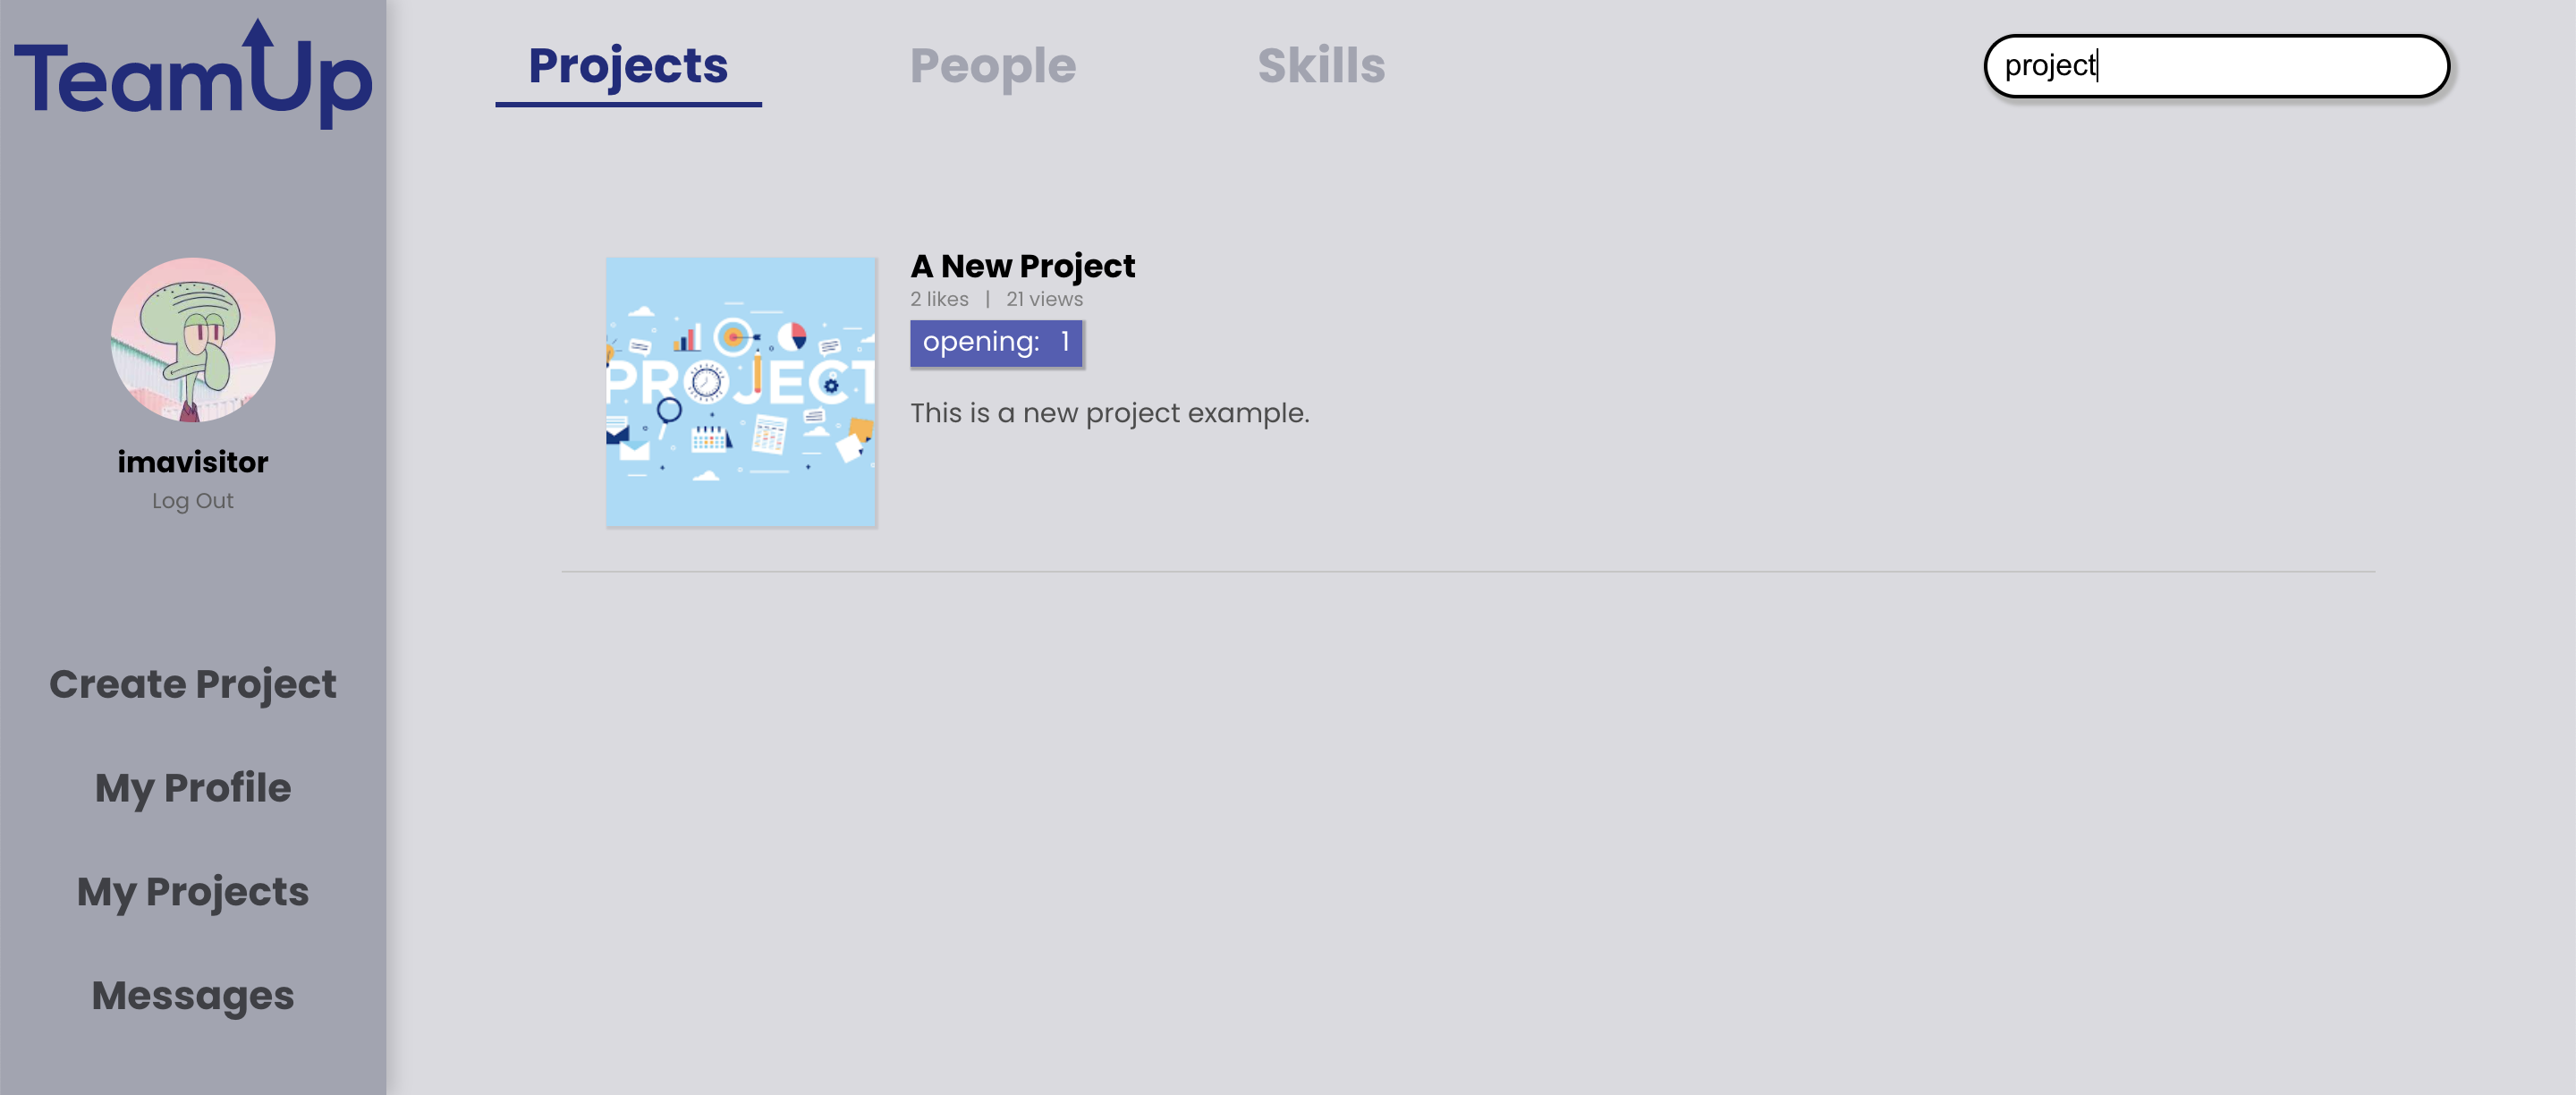 TeamUp
imavisitor
Log Out
Create Project
My Profile
My Projects
Messages
Projects
People
Skills
project
PROJECT
A New Project
2 likes | 21 views
opening: 1
This is a new project example.